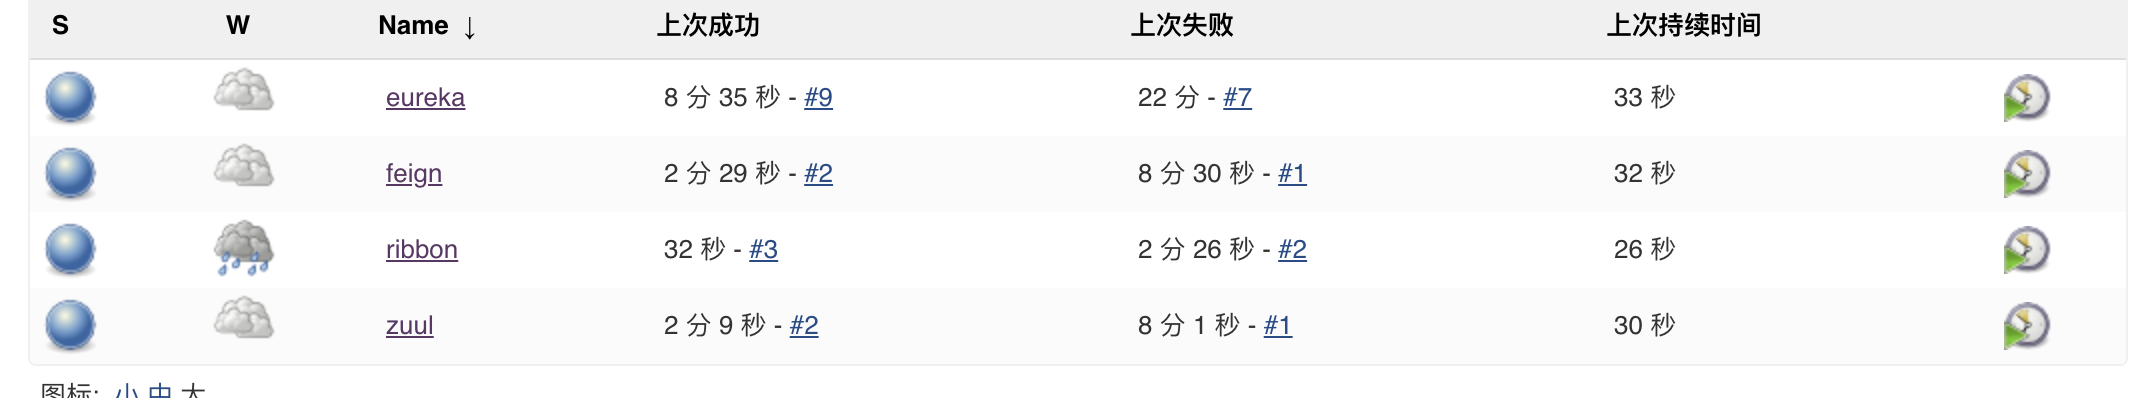 S W Name ↓ 上次成功 上次失败 上次持续时间
eureka 8 分 35 秒 - #9 22 分 - #7 33 秒
feign 2 分 29 秒 - #2 8 分 30 秒 - #1 32 秒
ribbon 32 秒 - #3 2 分 26 秒 - #2 26 秒
zuul 2 分 9 秒 - #2 8 分 1 秒 - #1 30 秒
图标: 小 中 大